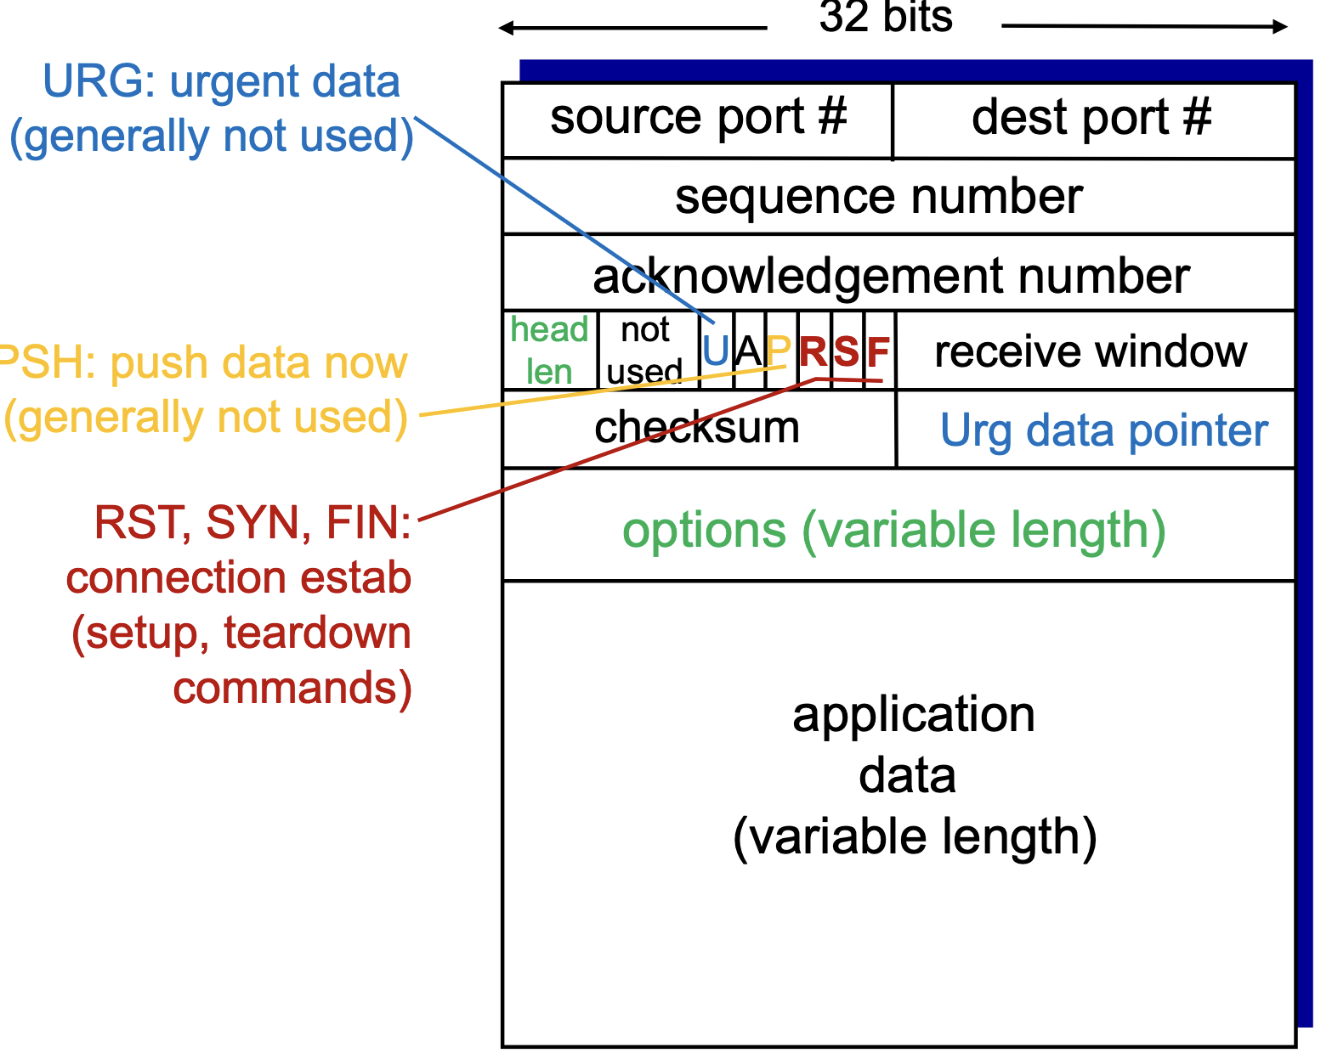 32 bits
URG: urgent data
(generally not used)
source port #
dest port #
sequence number
acknowledgement number
head
len
not
used
U
A
P
R
S
F
receive window
PSH: push data now
(generally not used)
checksum
Urg data pointer
RST, SYN, FIN:
connection estab
(setup, teardown
commands)
options (variable length)
application
data
(variable length)